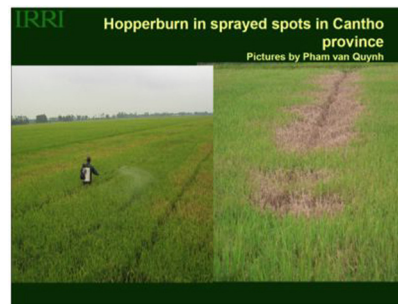 IRRI
Hopperburn in sprayed spots in Cantho
province
Pictures by Pham van Quynh